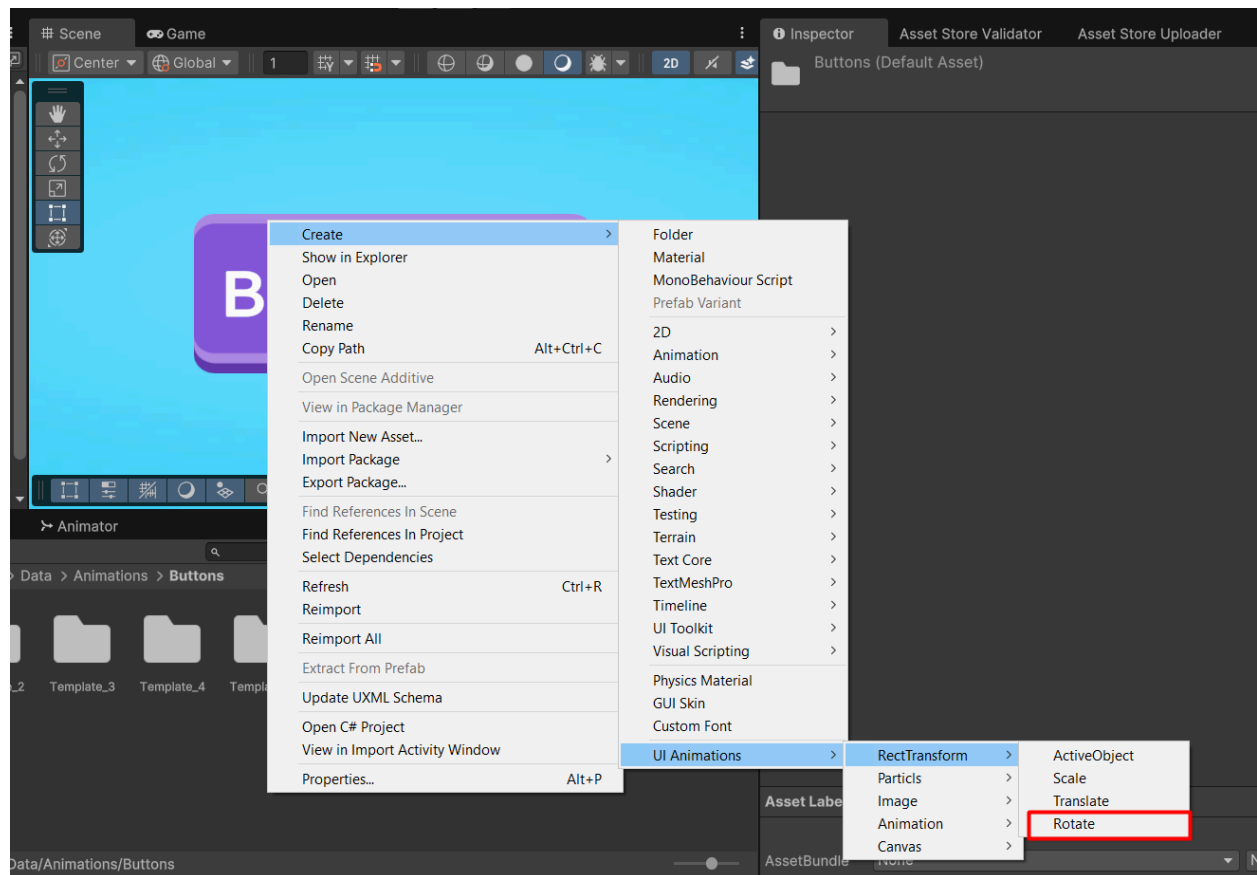 Scene
Game
Inspector
Asset Store Validator
Asset Store Uploader
Center
Global
1
2D
Buttons (Default Asset)
B
Create
Show in Explorer
Open
Delete
Rename
Copy Path Alt+Ctrl+C
Open Scene Additive
View in Package Manager
Import New Asset...
Import Package
Export Package...
Find References In Scene
Find References In Project
Select Dependencies
Refresh Ctrl+R
Reimport
Reimport All
Extract From Prefab
Update UXML Schema
Open C# Project
View in Import Activity Window
Properties... Alt+P
Folder
Material
MonoBehaviour Script
Prefab Variant
2D
Animation
Audio
Rendering
Scene
Scripting
Search
Shader
Testing
Terrain
Text Core
TextMeshPro
Timeline
UI Toolkit
Visual Scripting
Physics Material
GUI Skin
Custom Font
UI Animations
RectTransform
Particls
Image
Animation
Canvas
ActiveObject
Scale
Translate
Rotate
Animator
Data > Animations > Buttons
_2 Template_3 Template_4 Templa
Data/Animations/Buttons
Asset Labe
AssetBundle None